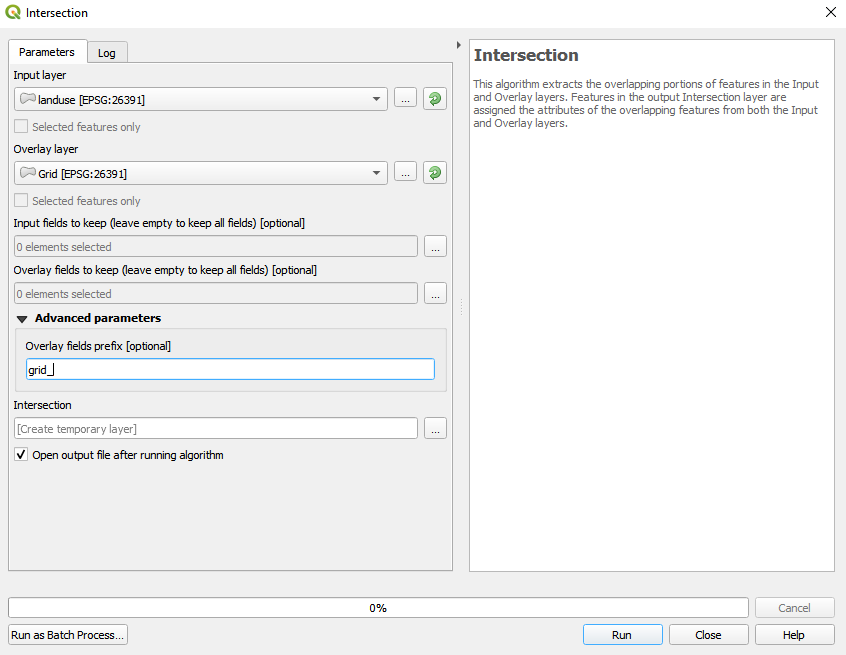 Intersection
Parameters
Log
Input layer
landuse [EPSG:26391]
...
Selected features only
Overlay layer
Grid [EPSG:26391]
...
Selected features only
Input fields to keep (leave empty to keep all fields) [optional]
0 elements selected
...
Overlay fields to keep (leave empty to keep all fields) [optional]
0 elements selected
...
Advanced parameters
Overlay fields prefix [optional]
grid_
Intersection
[Create temporary layer]
...
Open output file after running algorithm
Intersection
This algorithm extracts the overlapping portions of features in the Input
and Overlay layers. Features in the output Intersection layer are
assigned the attributes of the overlapping features from both the Input
and Overlay layers.
0%
Cancel
Run as Batch Process...
Run
Close
Help